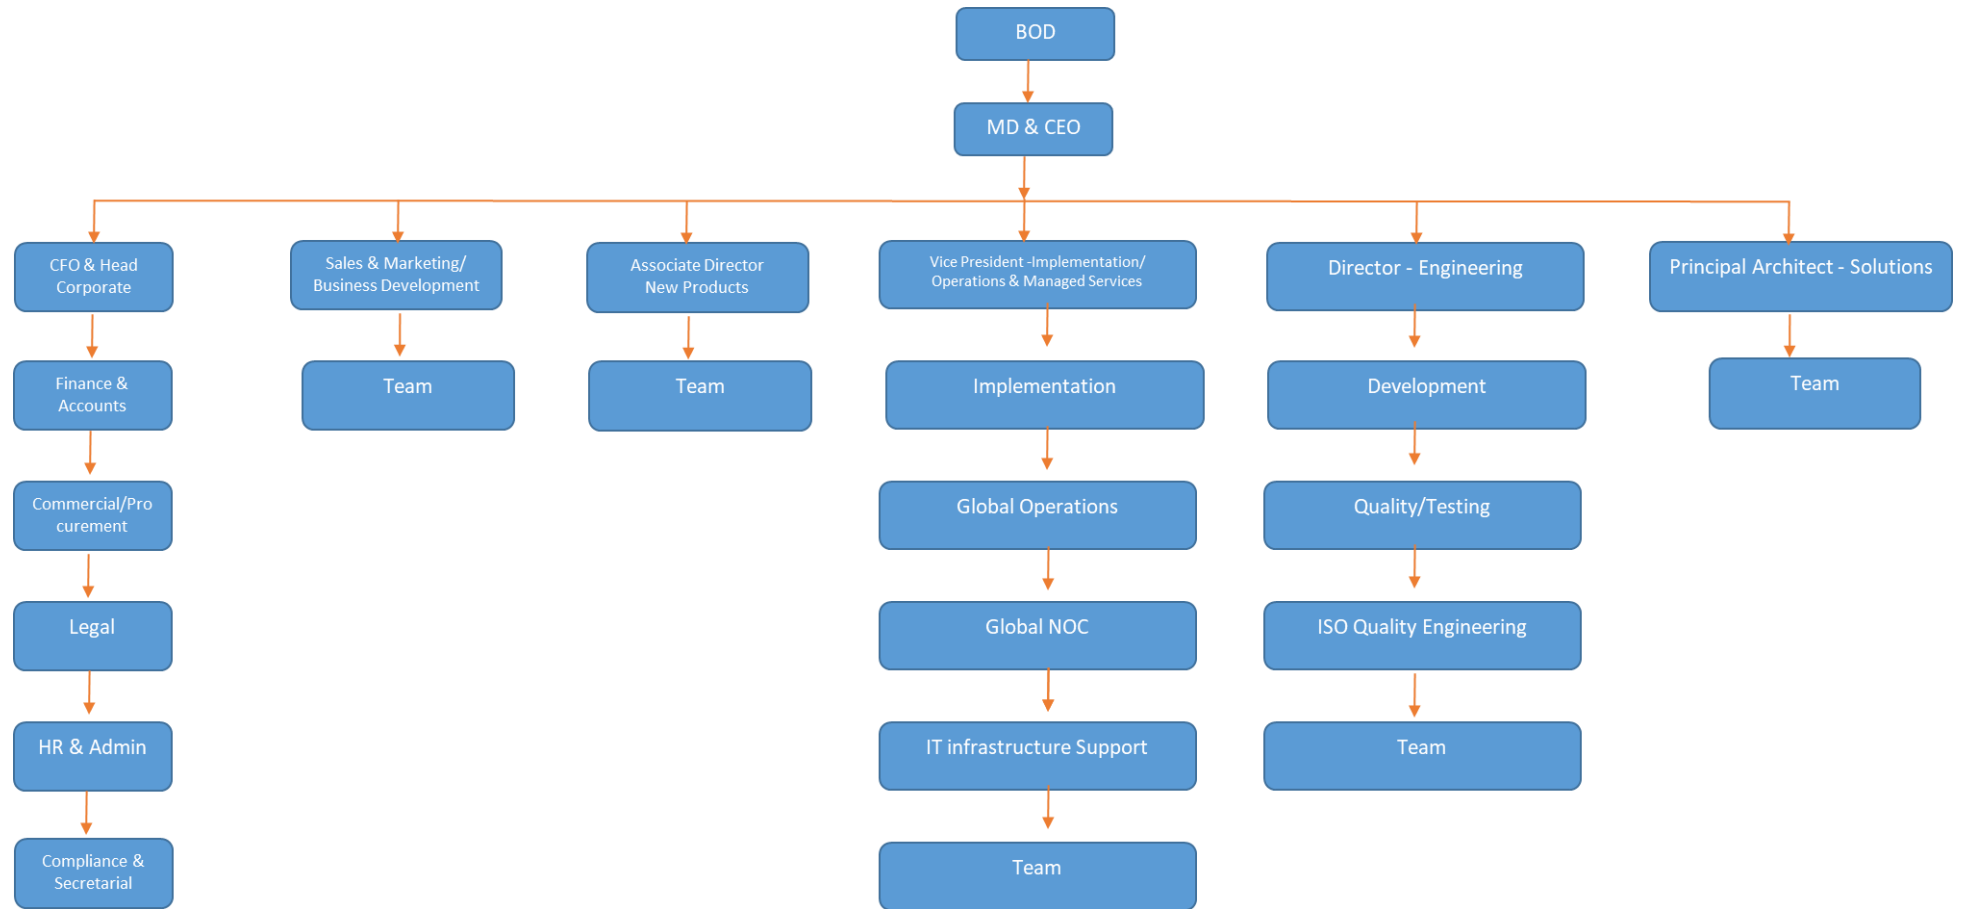 BOD
MD & CEO
CFO & Head
Corporate
Sales & Marketing/
Business Development
Associate Director
New Products
Vice President -Implementation/
Operations & Managed Services
Director - Engineering
Principal Architect - Solutions
Finance &
Accounts
Team
Team
Implementation
Development
Team
Commercial/Pro
curement
Global Operations
Quality/Testing
Legal
Global NOC
ISO Quality Engineering
HR & Admin
IT infrastructure Support
Team
Compliance &
Secretarial
Team